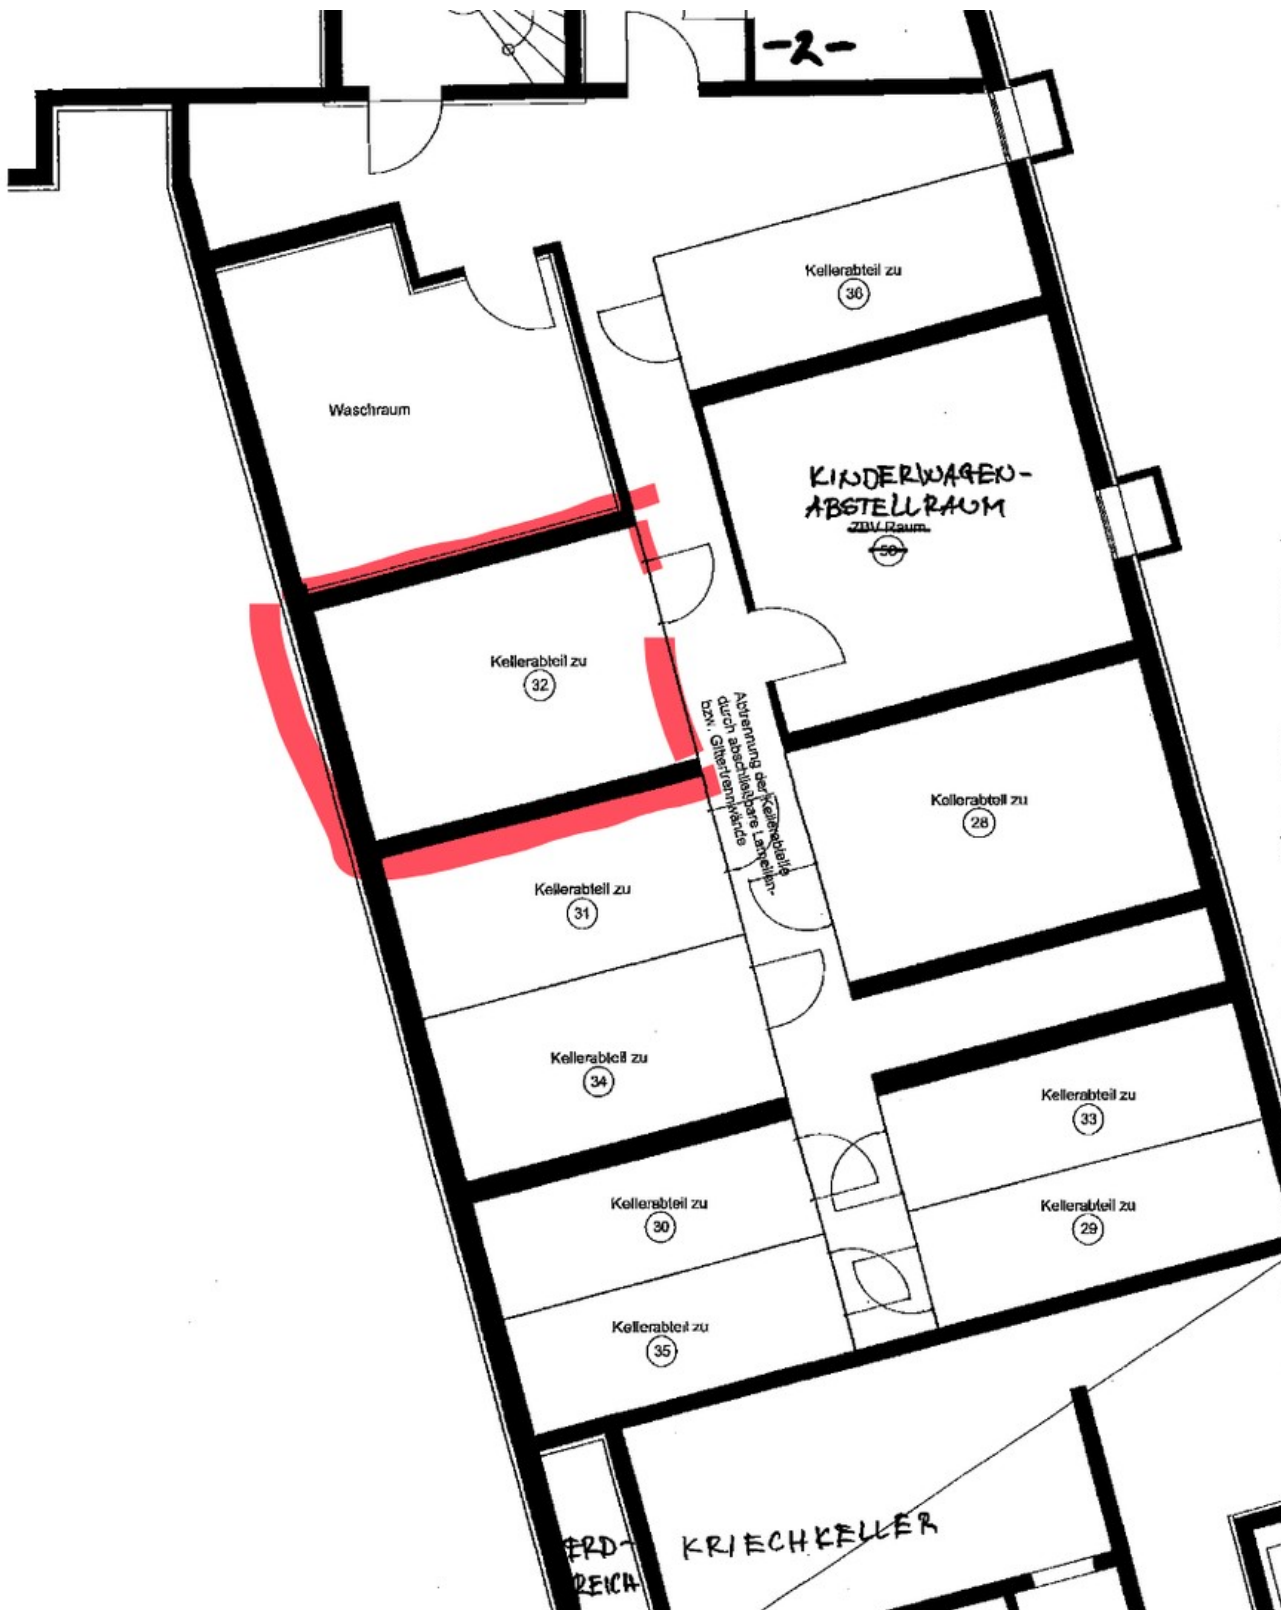 -2-
Kellerabteil zu
36
Waschraum
KINDERWAGEN-
ABSTELLRAUM
ZBV Raum
50
Kellerabteil zu
32
Abtrennung der Kellerabteile
durch abschließbare Lamellen-
bzw. Gittertrennwände
Kellerabteil zu
28
Kellerabteil zu
31
Kellerabteil zu
34
Kellerabteil zu
33
Kellerabteil zu
30
Kellerabteil zu
29
Kellerabteil zu
35
KRIECHKELLER
ERD-
REICH